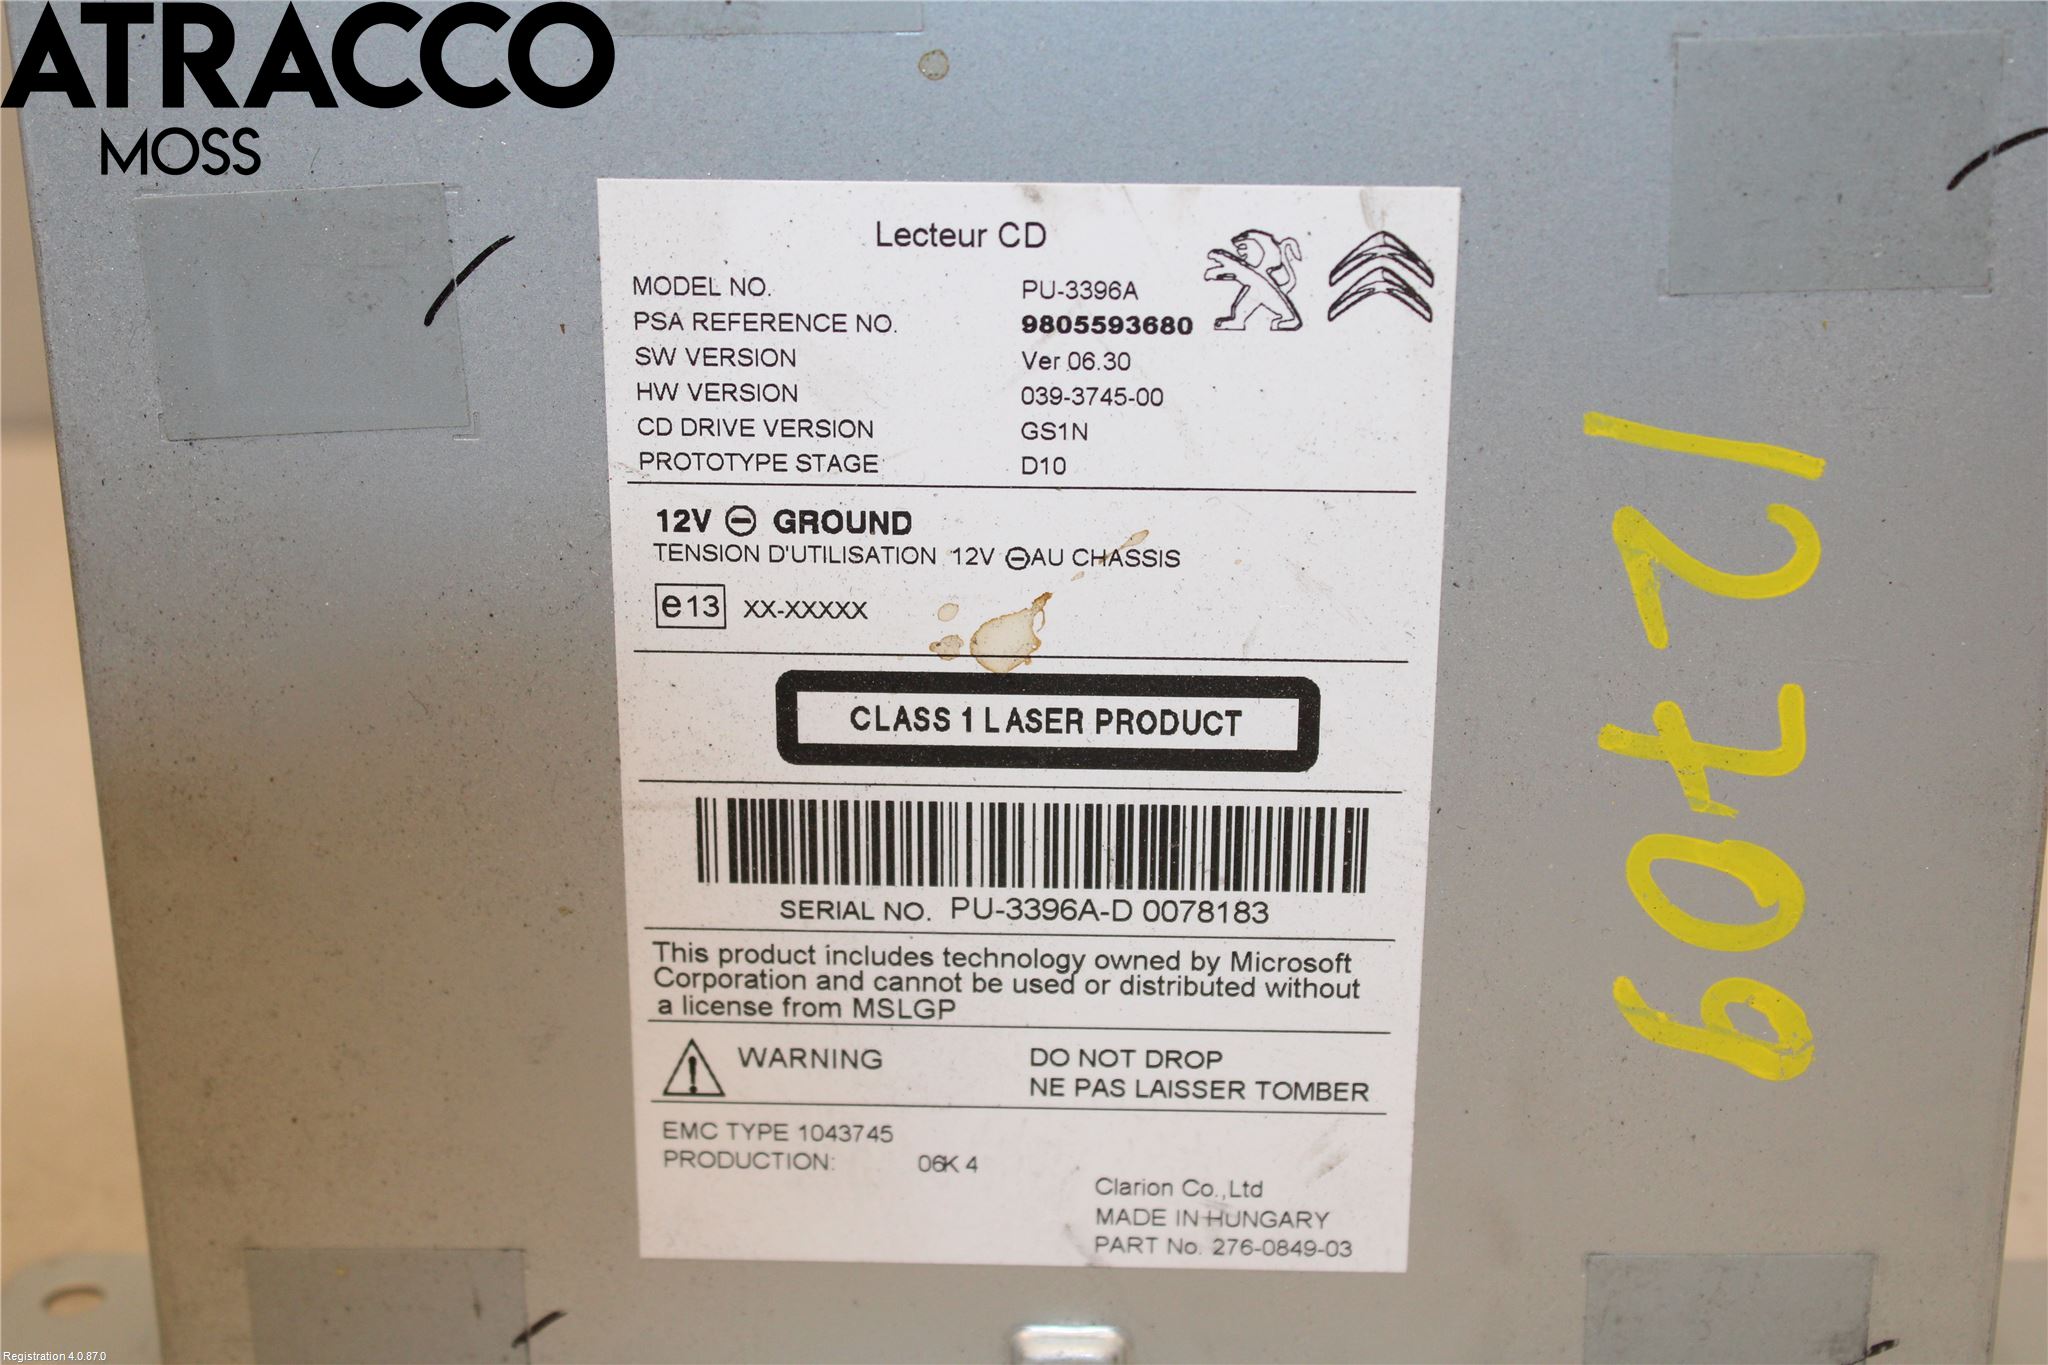 ATRACCO
MOSS
Lecteur CD
MODEL NO. PU-3396A
PSA REFERENCE NO. 9805593680
SW VERSION Ver 06.30
HW VERSION 039-3745-00
CD DRIVE VERSION GS1N
PROTOTYPE STAGE D10
12V ⊖ GROUND
TENSION D'UTILISATION 12V ⊖AU CHASSIS
e13 XX-XXXXX
CLASS 1 LASER PRODUCT
SERIAL NO. PU-3396A-D 0078183
This product includes technology owned by Microsoft
Corporation and cannot be used or distributed without
a license from MSLGP
WARNING DO NOT DROP
NE PAS LAISSER TOMBER
EMC TYPE 1043745
PRODUCTION: 06K 4
Clarion Co.,Ltd
MADE IN HUNGARY
PART No. 276-0849-03
12709
Registration 4.0.87.0